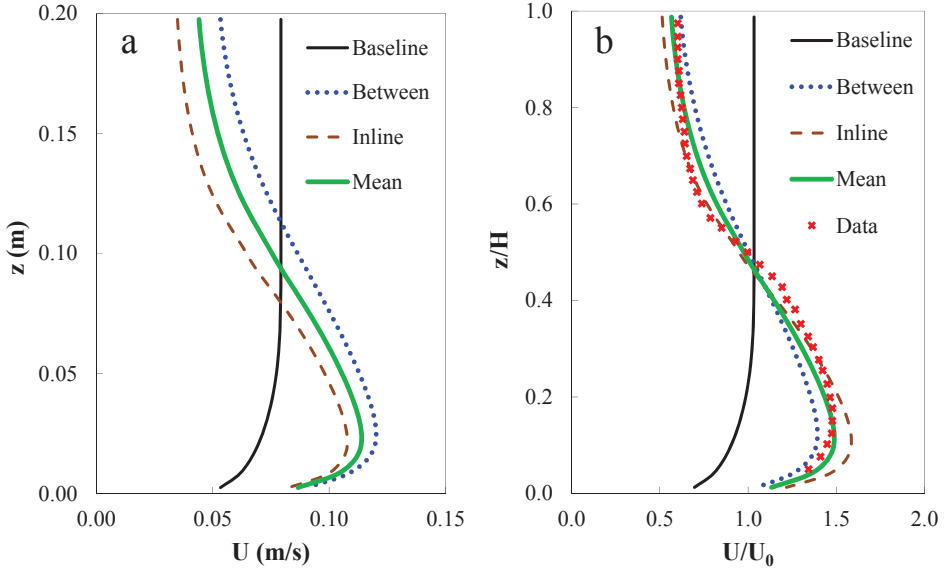 a
Baseline
Between
Inline
Mean
0.20
0.15
0.10
0.05
0.00
z (m)
0.00 0.05 0.10 0.15
U (m/s)
b
Baseline
Between
Inline
Mean
Data
1.0
0.8
0.6
0.4
0.2
0.0
z/H
0.0 0.5 1.0 1.5 2.0
U/U₀